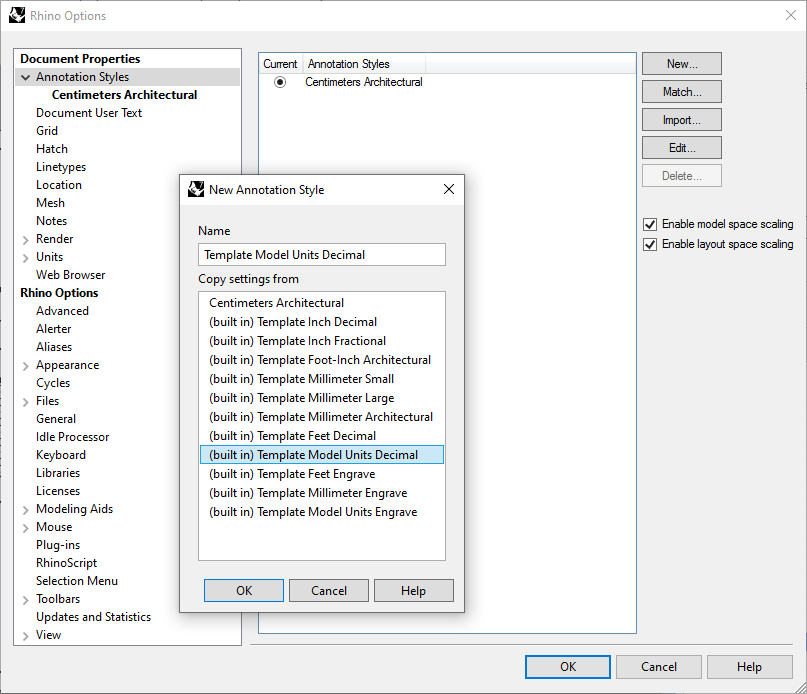 Rhino Options
Document Properties
Annotation Styles
Centimeters Architectural
Document User Text
Grid
Hatch
Linetypes
Location
Mesh
Notes
Render
Units
Web Browser
Rhino Options
Advanced
Alerter
Aliases
Appearance
Cycles
Files
General
Idle Processor
Keyboard
Libraries
Licenses
Modeling Aids
Mouse
Plug-ins
RhinoScript
Selection Menu
Toolbars
Updates and Statistics
View
Current Annotation Styles
Centimeters Architectural
New...
Match...
Import...
Edit...
Delete...
Enable model space scaling
Enable layout space scaling
New Annotation Style
Name
Template Model Units Decimal
Copy settings from
Centimeters Architectural
(built in) Template Inch Decimal
(built in) Template Inch Fractional
(built in) Template Foot-Inch Architectural
(built in) Template Millimeter Small
(built in) Template Millimeter Large
(built in) Template Millimeter Architectural
(built in) Template Feet Decimal
(built in) Template Model Units Decimal
(built in) Template Feet Engrave
(built in) Template Millimeter Engrave
(built in) Template Model Units Engrave
OK Cancel Help
OK Cancel Help